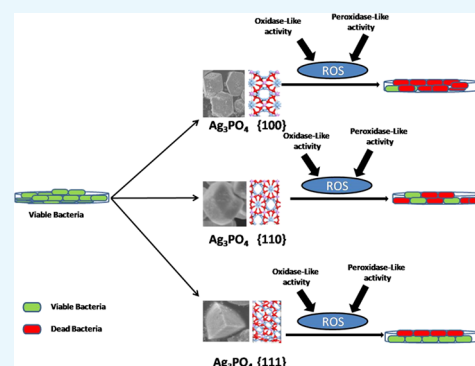 Oxidase-Like
activity
Peroxidase-Like
activity
ROS
Ag₃PO₄ {100}
Oxidase-Like
activity
Peroxidase-Like
activity
ROS
Ag₃PO₄ {110}
Viable Bacteria
Oxidase-Like
activity
Peroxidase-Like
activity
ROS
Ag₃PO₄ {111}
Viable Bacteria
Dead Bacteria